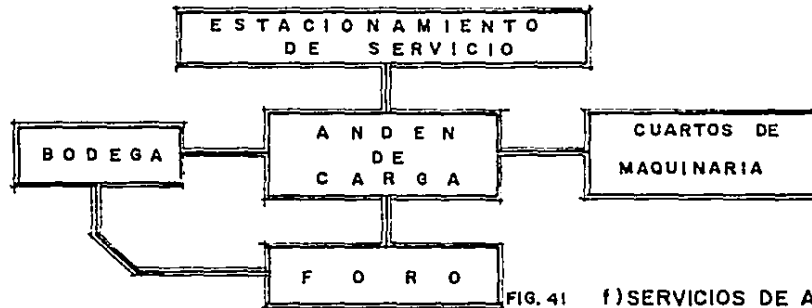 ESTACIONAMIENTO
DE SERVICIO
BODEGA
ANDEN
DE
CARGA
CUARTOS DE
MAQUINARIA
FORO
FIG. 41
f) SERVICIOS DE A